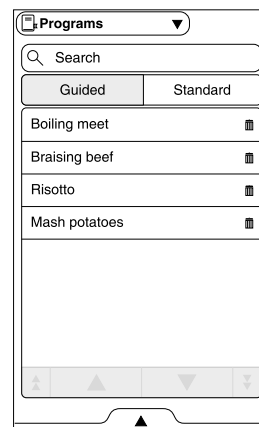 Programs
Search
Guided Standard
Boiling meet
Braising beef
Risotto
Mash potatoes